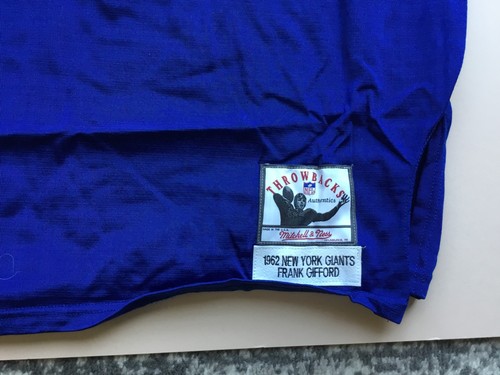 THROWBACKS
NFL
Authentics
Mitchell & Ness
1962 NEW YORK GIANTS
FRANK GIFFORD